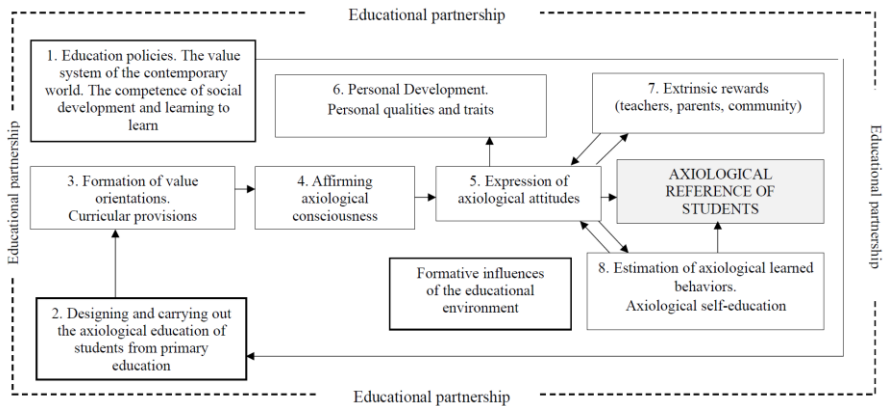 Educational partnership
1. Education policies. The value
system of the contemporary
world. The competence of social
development and learning to
learn
6. Personal Development.
Personal qualities and traits
7. Extrinsic rewards
(teachers, parents, community)
Educational partnership
Educational partnership
3. Formation of value
orientations.
Curricular provisions
4. Affirming
axiological
consciousness
5. Expression of
axiological attitudes
AXIOLOGICAL
REFERENCE OF
STUDENTS
Formative influences
of the educational
environment
8. Estimation of axiological learned
behaviors.
Axiological self-education
2. Designing and carrying out
the axiological education of
students from primary
education
Educational partnership